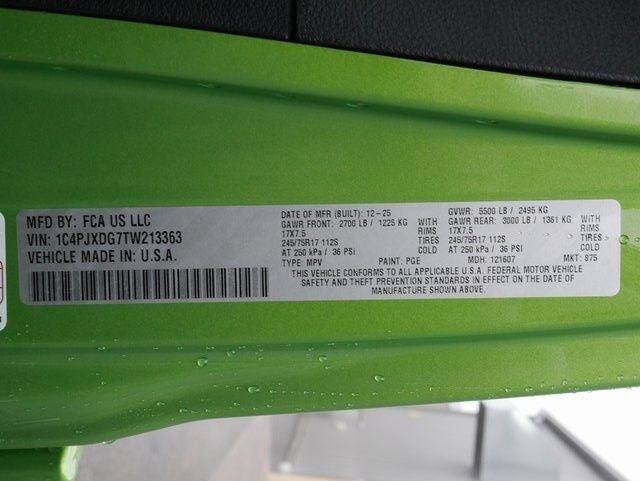 MFD BY: FCA US LLC
VIN: 1C4PJXDG7TW213363
VEHICLE MADE IN: U.S.A.
DATE OF MFR (BUILT): 12-25
GAWR FRONT: 2700 LB / 1225 KG WITH
17X7.5 RIMS
245/75R17 112S TIRES
AT 250 kPa / 36 PSI COLD
TYPE: MPV PAINT: PGE
GVWR: 5500 LB / 2495 KG
GAWR REAR: 3000 LB / 1361 KG WITH
17X7.5 RIMS
245/75R17 112S TIRES
AT 250 kPa / 36 PSI COLD
MDH: 121607 MKT: 875
THIS VEHICLE CONFORMS TO ALL APPLICABLE U.S.A. FEDERAL MOTOR VEHICLE
SAFETY AND THEFT PREVENTION STANDARDS IN EFFECT ON THE DATE OF
MANUFACTURE SHOWN ABOVE.